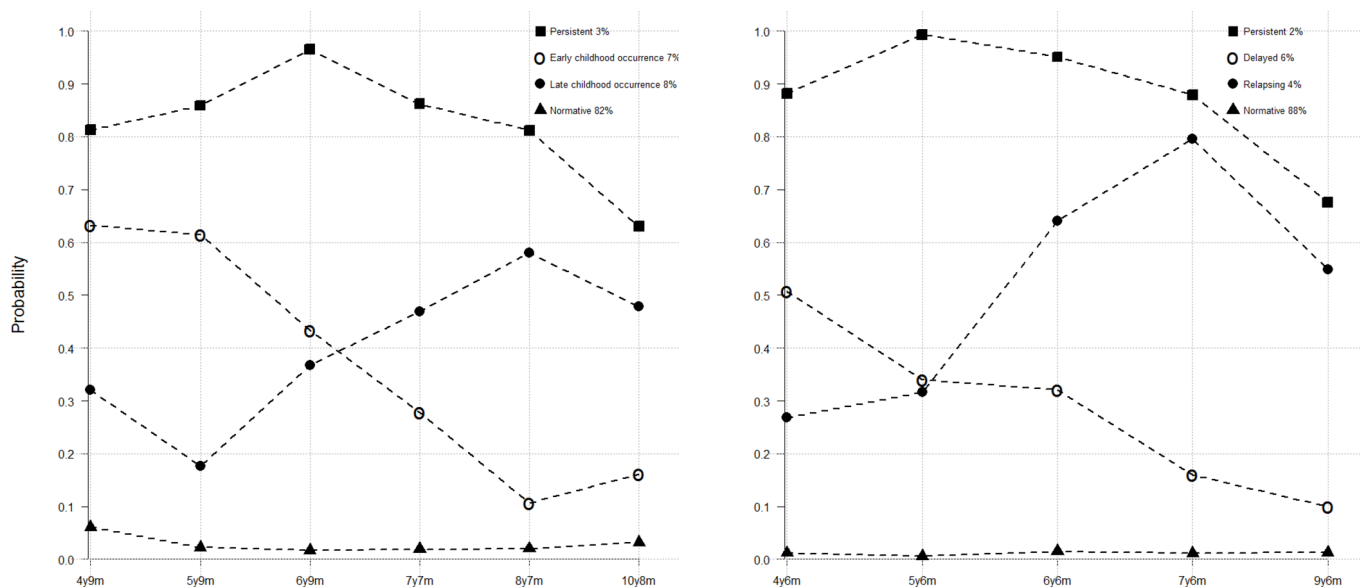 Probability
1.0
0.9
0.8
0.7
0.6
0.5
0.4
0.3
0.2
0.1
0.0
4y9m 5y9m 6y9m 7y7m 8y7m 10y8m
Persistent 3%
Early childhood occurrence 7%
Late childhood occurrence 8%
Normative 82%
1.0
0.9
0.8
0.7
0.6
0.5
0.4
0.3
0.2
0.1
0.0
4y6m 5y6m 6y6m 7y6m 9y6m
Persistent 2%
Delayed 6%
Relapsing 4%
Normative 88%